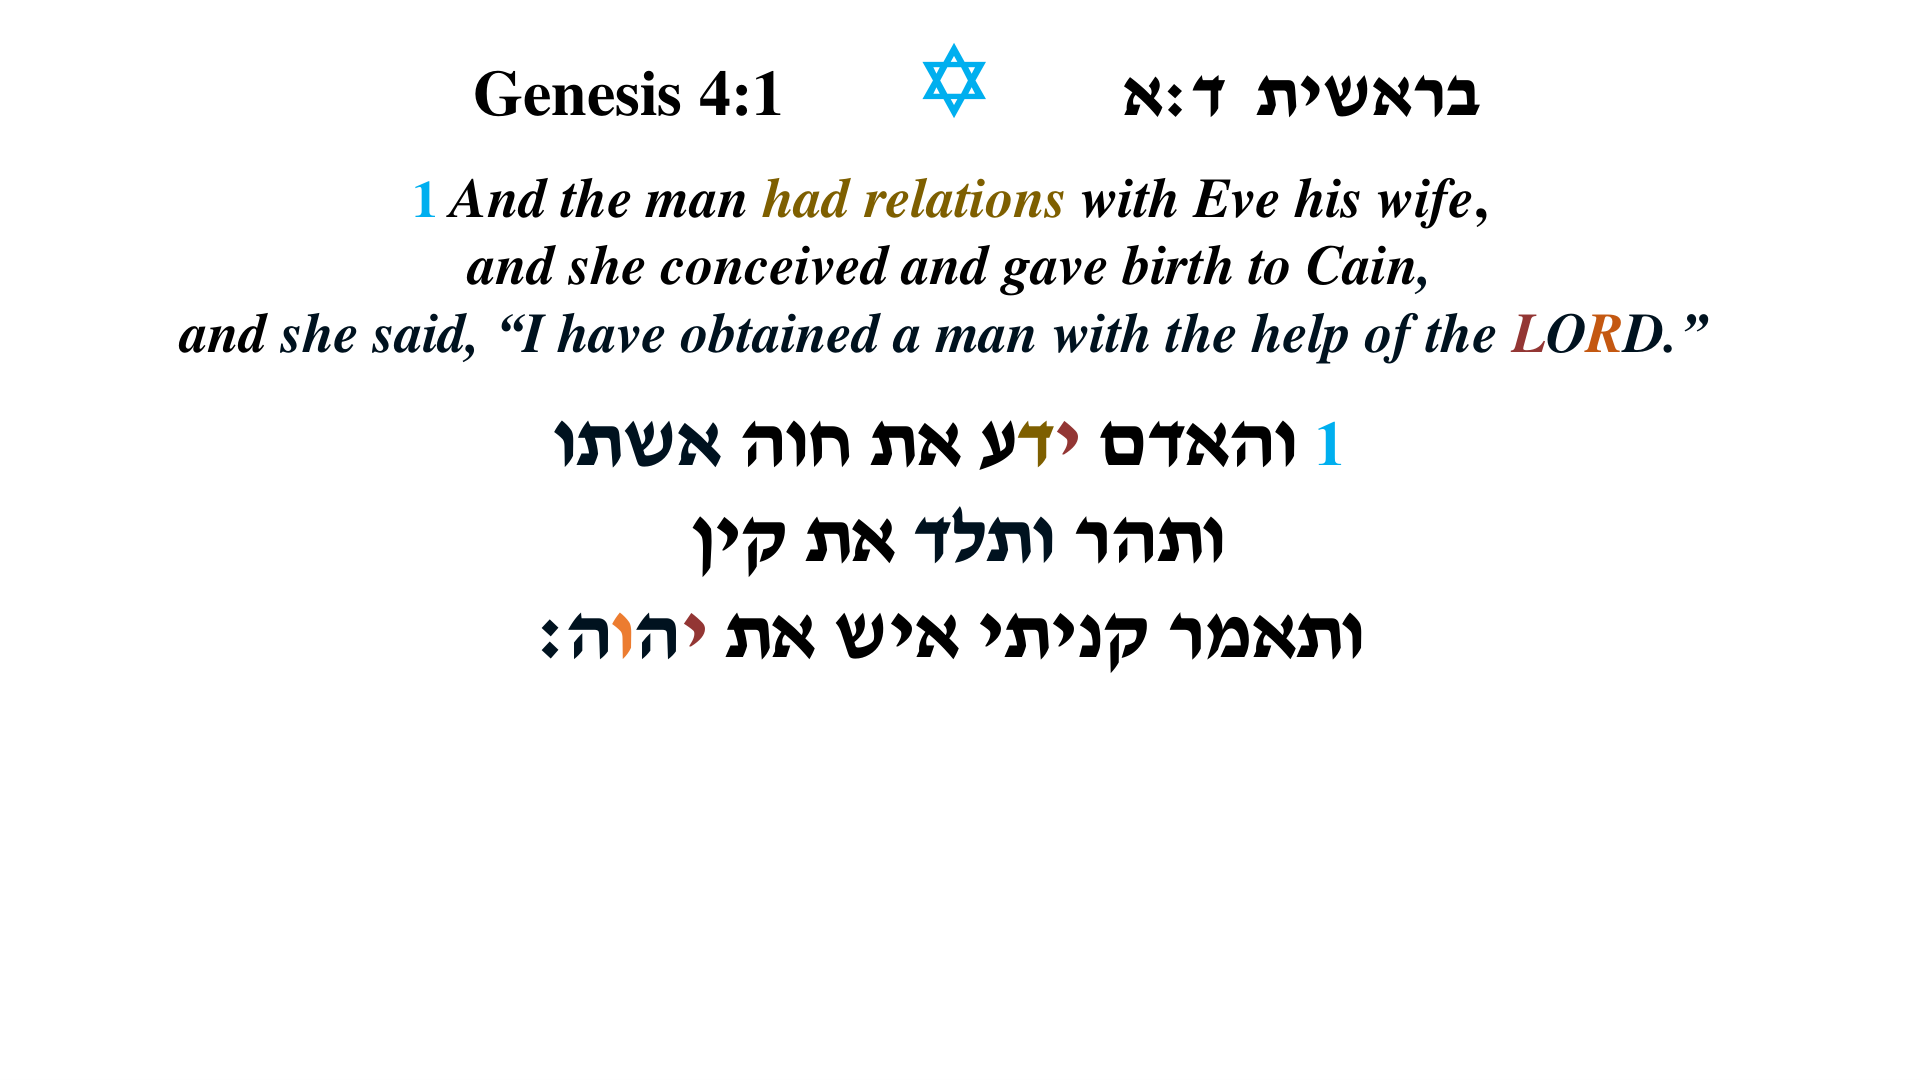 Genesis 4:1 ✡ בראשית ד:א
1 And the man had relations with Eve his wife,
and she conceived and gave birth to Cain,
and she said, “I have obtained a man with the help of the LORD.”
1 והאדם ידע את חוה אשתו
ותהר ותלד את קין
ותאמר קניתי איש את יהוה: